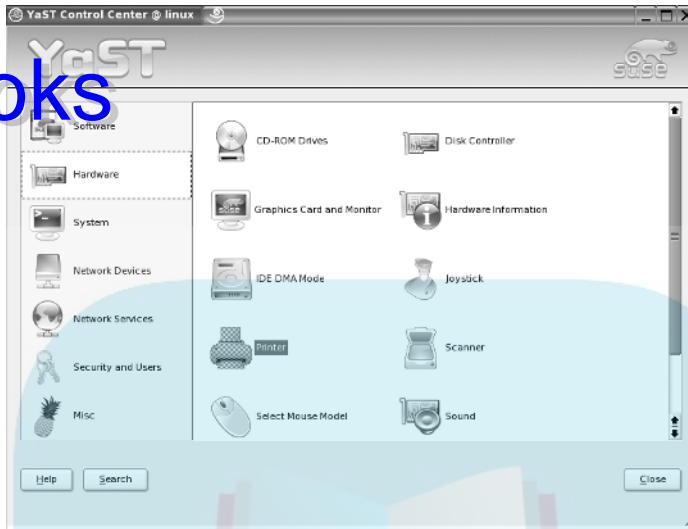 YaST Control Center @ linux
YaST
SUSE
oks
Software
Hardware
System
Network Devices
Network Services
Security and Users
Misc
CD-ROM Drives
Disk Controller
Graphics Card and Monitor
Hardware Information
IDE DMA Mode
Joystick
Printer
Scanner
Select Mouse Model
Sound
Help
Search
Close